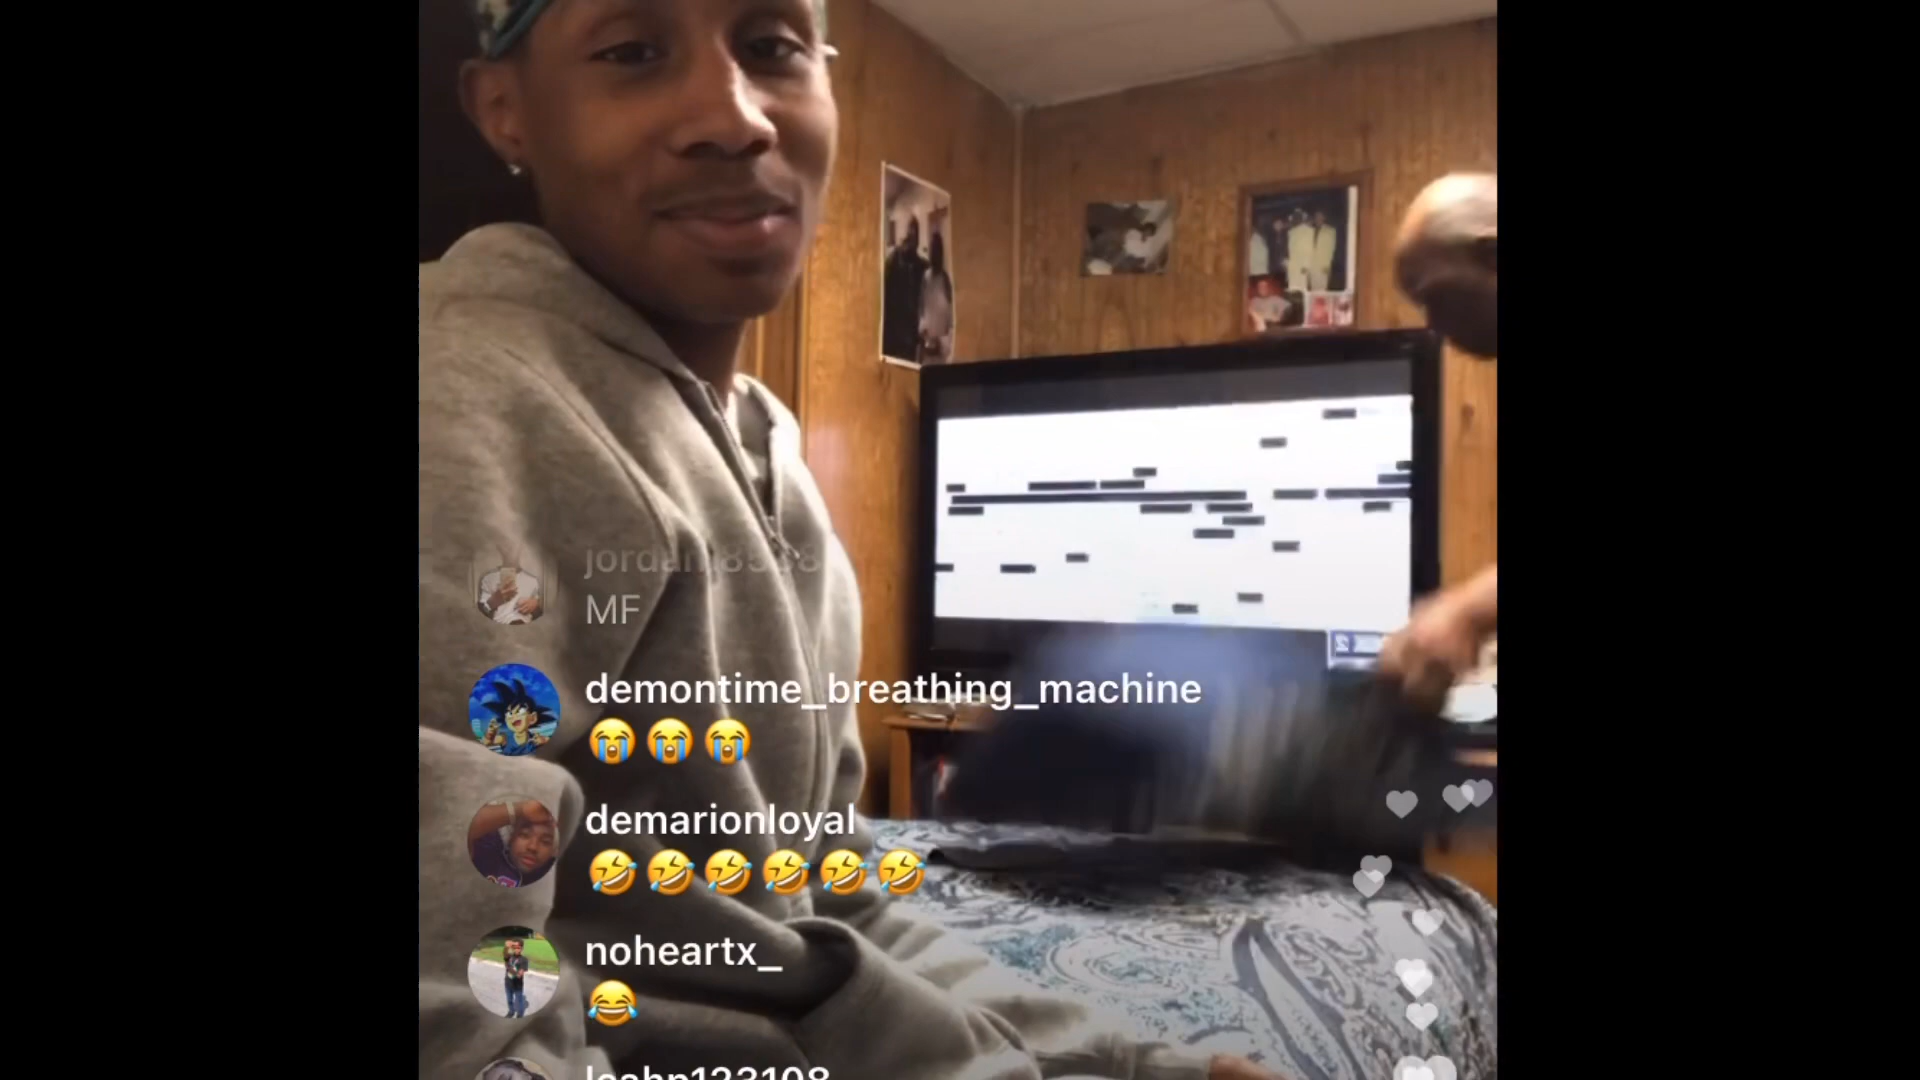 MF
demontime_breathing_machine
😭😭😭
demarionloyal
🤣🤣🤣🤣🤣🤣
noheartx_
😂